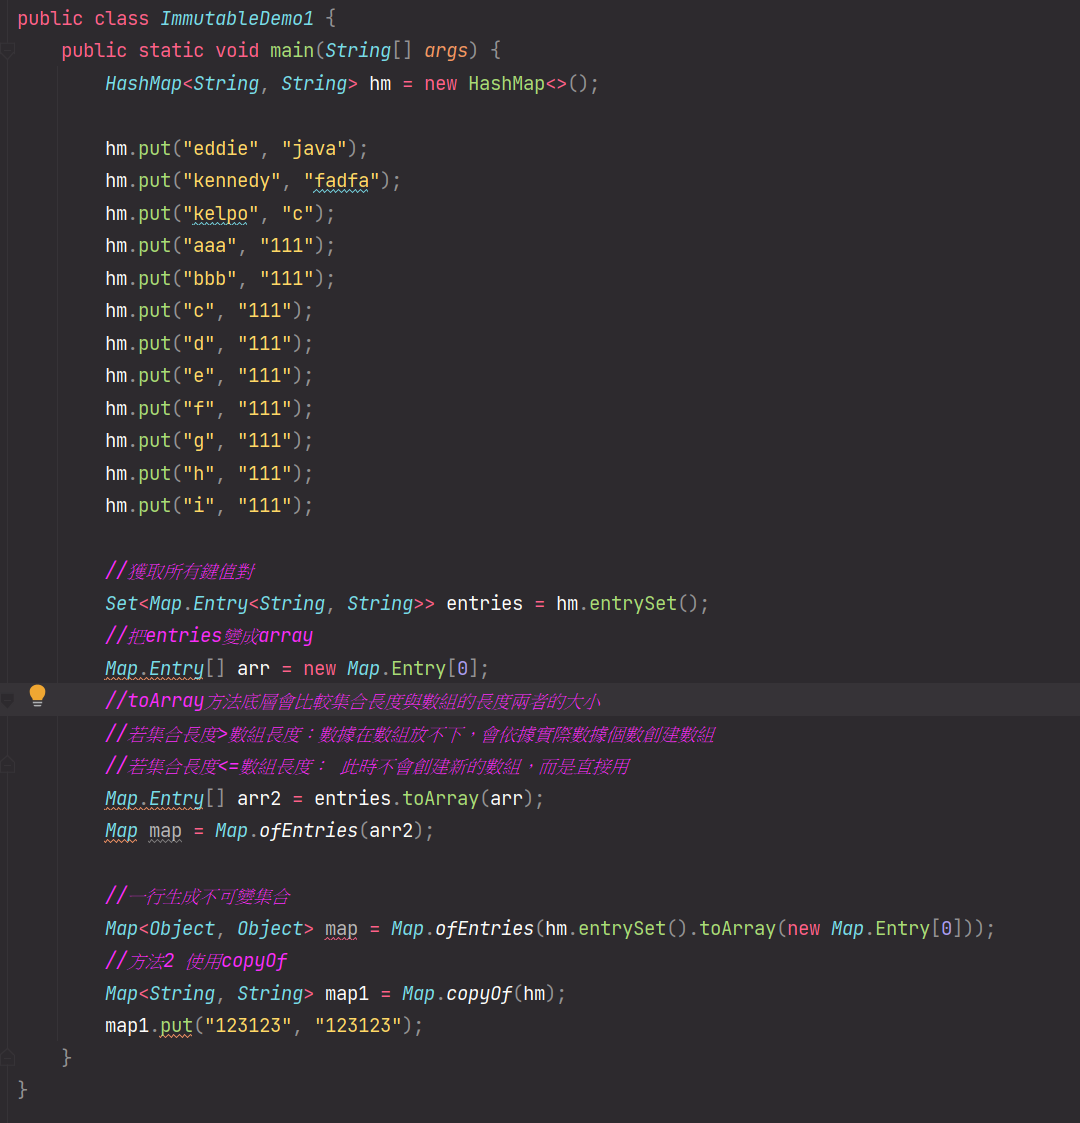 public class ImmutableDemo1 {
    public static void main(String[] args) {
        HashMap<String, String> hm = new HashMap<>();
        hm.put("eddie", "java");
        hm.put("kennedy", "fadfa");
        hm.put("kelpo", "c");
        hm.put("aaa", "111");
        hm.put("bbb", "111");
        hm.put("c", "111");
        hm.put("d", "111");
        hm.put("e", "111");
        hm.put("f", "111");
        hm.put("g", "111");
        hm.put("h", "111");
        hm.put("i", "111");
        //獲取所有鍵值對
        Set<Map.Entry<String, String>> entries = hm.entrySet();
        //把entries變成array
        Map.Entry[] arr = new Map.Entry[0];
        //toArray方法底層會比較集合長度與數組的長度兩者的大小
        //若集合長度>數組長度：數據在數組放不下，會依據實際數據個數創建數組
        //若集合長度<=數組長度： 此時不會創建新的數組，而是直接用
        Map.Entry[] arr2 = entries.toArray(arr);
        Map map = Map.ofEntries(arr2);
        //一行生成不可變集合
        Map<Object, Object> map = Map.ofEntries(hm.entrySet().toArray(new Map.Entry[0]));
        //方法2 使用copyOf
        Map<String, String> map1 = Map.copyOf(hm);
        map1.put("123123", "123123");
    }
}